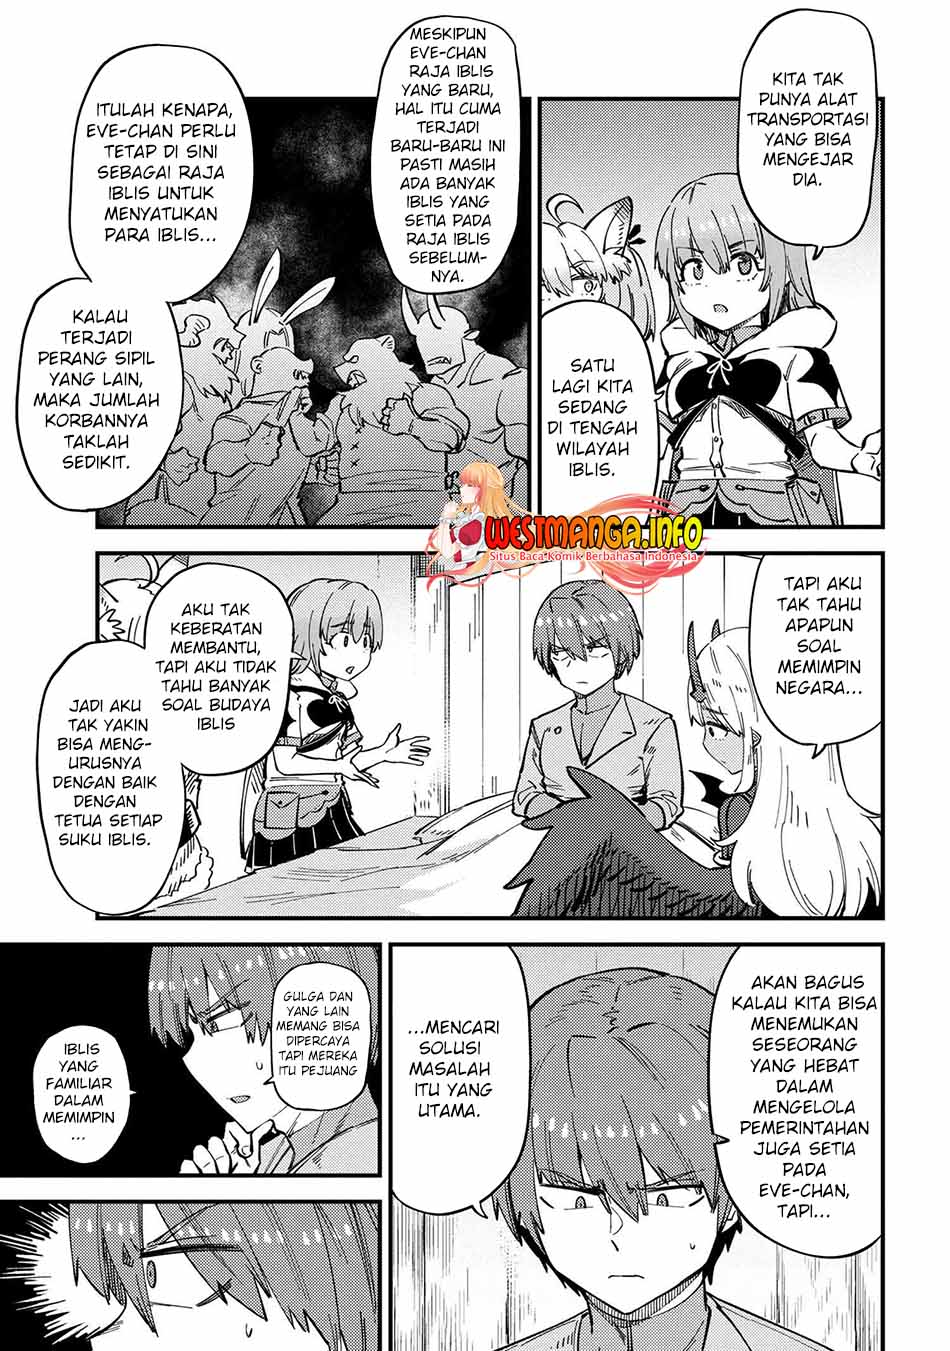 KITA TAK
PUNYA ALAT
TRANSPORTASI
YANG BISA
MENGEJAR
DIA.
SATU
LAGI KITA
SEDANG
DI TENGAH
WILAYAH
IBLIS.
MESKIPUN
EVE-CHAN
RAJA IBLIS
YANG BARU,
HAL ITU CUMA
TERJADI
BARU-BARU INI
PASTI MASIH
ADA BANYAK
IBLIS YANG
SETIA PADA
RAJA IBLIS
SEBELUM-
NYA.
ITULAH KENAPA,
EVE-CHAN PERLU
TETAP DI SINI
SEBAGAI RAJA
IBLIS UNTUK
MENYATUKAN
PARA IBLIS...
KALAU
TERJADI
PERANG SIPIL
YANG LAIN,
MAKA JUMLAH
KORBANNYA
TAKLAH
SEDIKIT.
WESTMANGA.INFO
Situs Baca Komik Berbahasa Indonesia
TAPI AKU
TAK TAHU
APAPUN
SOAL
MEMIMPIN
NEGARA...
AKU TAK
KEBERATAN
MEMBANTU,
TAPI AKU TIDAK
TAHU BANYAK
SOAL BUDAYA
IBLIS
JADI AKU
TAK YAKIN
BISA MENG-
URUSNYA
DENGAN BAIK
DENGAN
TETUA SETIAP
SUKU IBLIS.
AKAN BAGUS
KALAU KITA BISA
MENEMUKAN
SESEORANG
YANG HEBAT
DALAM
MENGELOLA
PEMERINTAHAN
JUGA SETIA
PADA
EVE-CHAN,
TAPI...
...MENCARI
SOLUSI
MASALAH
ITU YANG
UTAMA.
GULGA DAN
YANG LAIN
MEMANG BISA
DIPERCAYA
TAPI MEREKA
ITU PEJUANG
IBLIS
YANG
FAMILIAR
DALAM
MEMIMPIN
...